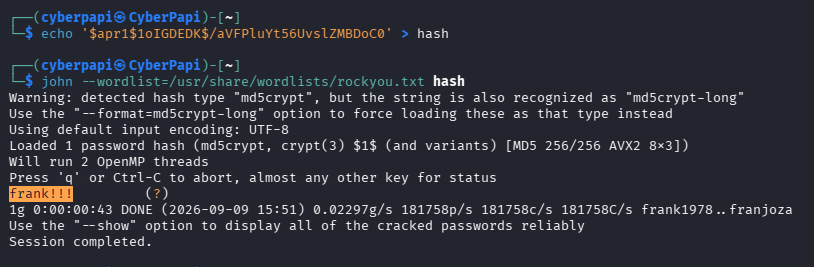 ┌──(cyberpapi㉿CyberPapi)-[~]
└─$ echo '$apr1$1oIGDEDK$/aVFPluYt56UvslZMBDoC0' > hash
┌──(cyberpapi㉿CyberPapi)-[~]
└─$ john --wordlist=/usr/share/wordlists/rockyou.txt hash
Warning: detected hash type "md5crypt", but the string is also recognized as "md5crypt-long"
Use the "--format=md5crypt-long" option to force loading these as that type instead
Using default input encoding: UTF-8
Loaded 1 password hash (md5crypt, crypt(3) $1$ (and variants) [MD5 256/256 AVX2 8×3])
Will run 2 OpenMP threads
Press 'q' or Ctrl-C to abort, almost any other key for status
frank!!!         (?)
1g 0:00:00:43 DONE (2026-09-09 15:51) 0.02297g/s 181758p/s 181758c/s 181758C/s frank1978..franjoza
Use the "--show" option to display all of the cracked passwords reliably
Session completed.